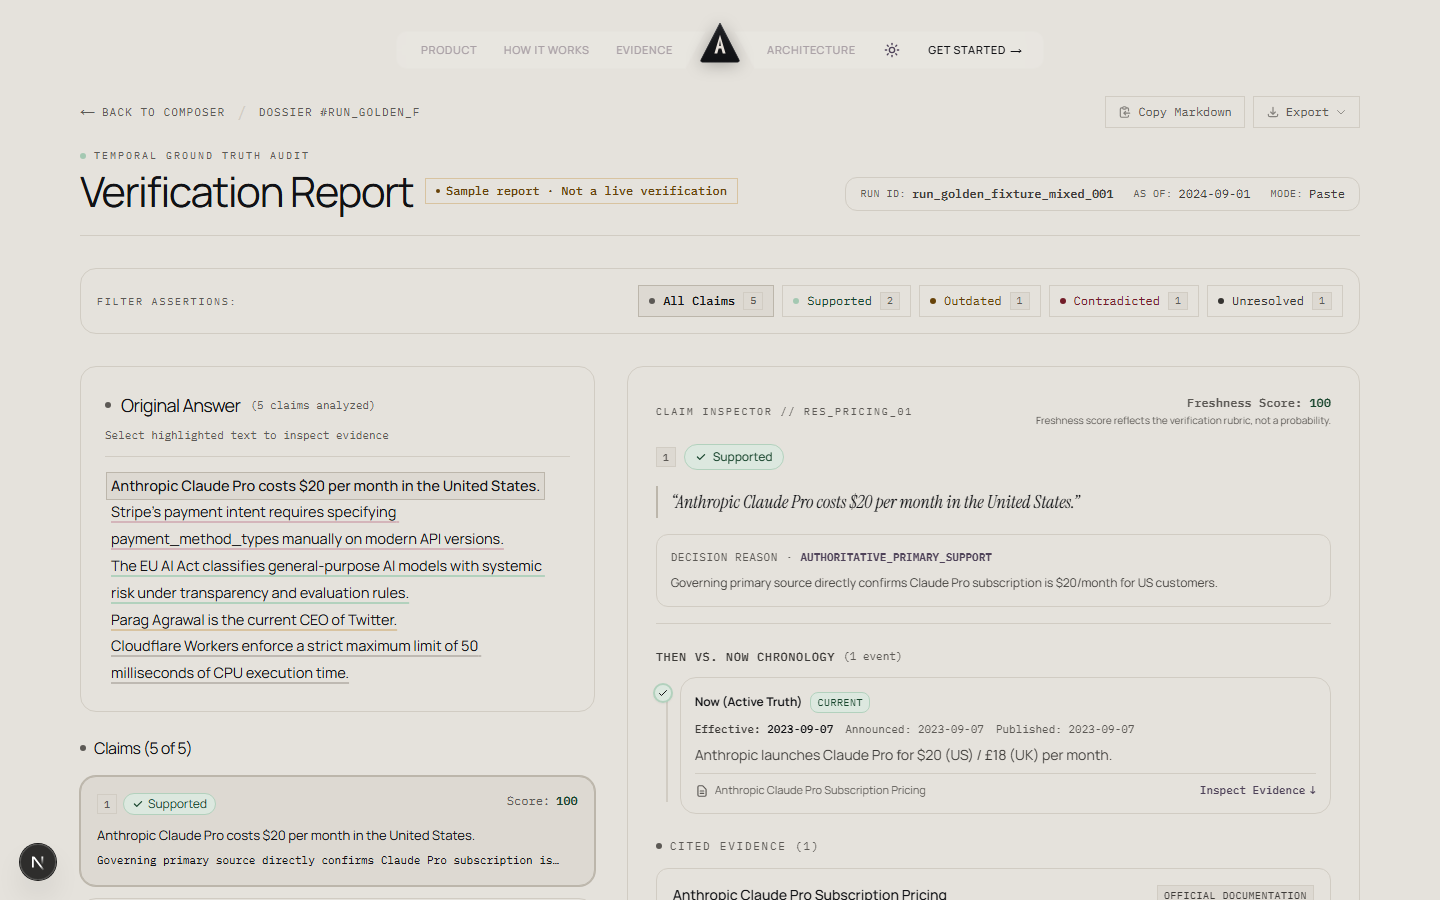 PRODUCT HOW IT WORKS EVIDENCE A ARCHITECTURE GET STARTED →
← BACK TO COMPOSER / DOSSIER #RUN_GOLDEN_F
Copy Markdown Export
TEMPORAL GROUND TRUTH AUDIT
Verification Report
• Sample report · Not a live verification
RUN ID: run_golden_fixture_mixed_001 AS OF: 2024-09-01 MODE: Paste
FILTER ASSERTIONS:
All Claims 5 Supported 2 Outdated 1 Contradicted 1 Unresolved 1
Original Answer (5 claims analyzed)
Select highlighted text to inspect evidence
Anthropic Claude Pro costs $20 per month in the United States.
Stripe's payment intent requires specifying
payment_method_types manually on modern API versions.
The EU AI Act classifies general-purpose AI models with systemic
risk under transparency and evaluation rules.
Parag Agrawal is the current CEO of Twitter.
Cloudflare Workers enforce a strict maximum limit of 50
milliseconds of CPU execution time.
Claims (5 of 5)
1 Supported Score: 100
Anthropic Claude Pro costs $20 per month in the United States.
Governing primary source directly confirms Claude Pro subscription is…
N
CLAIM INSPECTOR // RES_PRICING_01
Freshness Score: 100
Freshness score reflects the verification rubric, not a probability.
1 Supported
“Anthropic Claude Pro costs $20 per month in the United States.”
DECISION REASON · AUTHORITATIVE_PRIMARY_SUPPORT
Governing primary source directly confirms Claude Pro subscription is $20/month for US customers.
THEN VS. NOW CHRONOLOGY (1 event)
Now (Active Truth) CURRENT
Effective: 2023-09-07 Announced: 2023-09-07 Published: 2023-09-07
Anthropic launches Claude Pro for $20 (US) / £18 (UK) per month.
Anthropic Claude Pro Subscription Pricing Inspect Evidence ↓
CITED EVIDENCE (1)
Anthropic Claude Pro Subscription Pricing OFFICIAL DOCUMENTATION